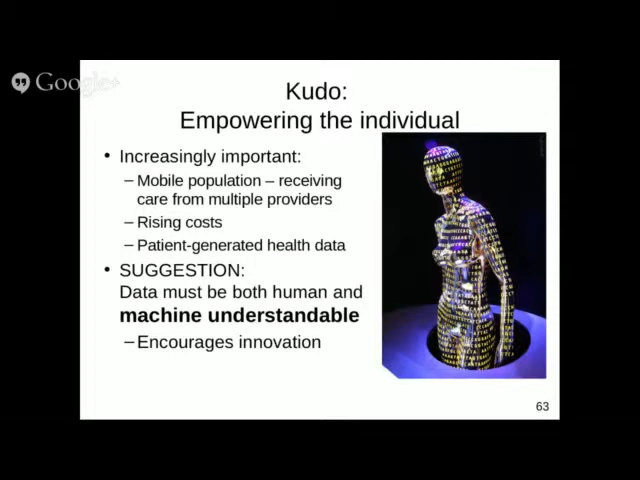 Google+
Kudo:
Empowering the individual
• Increasingly important:
– Mobile population – receiving
care from multiple providers
– Rising costs
– Patient-generated health data
• SUGGESTION:
Data must be both human and
machine understandable
– Encourages innovation
63